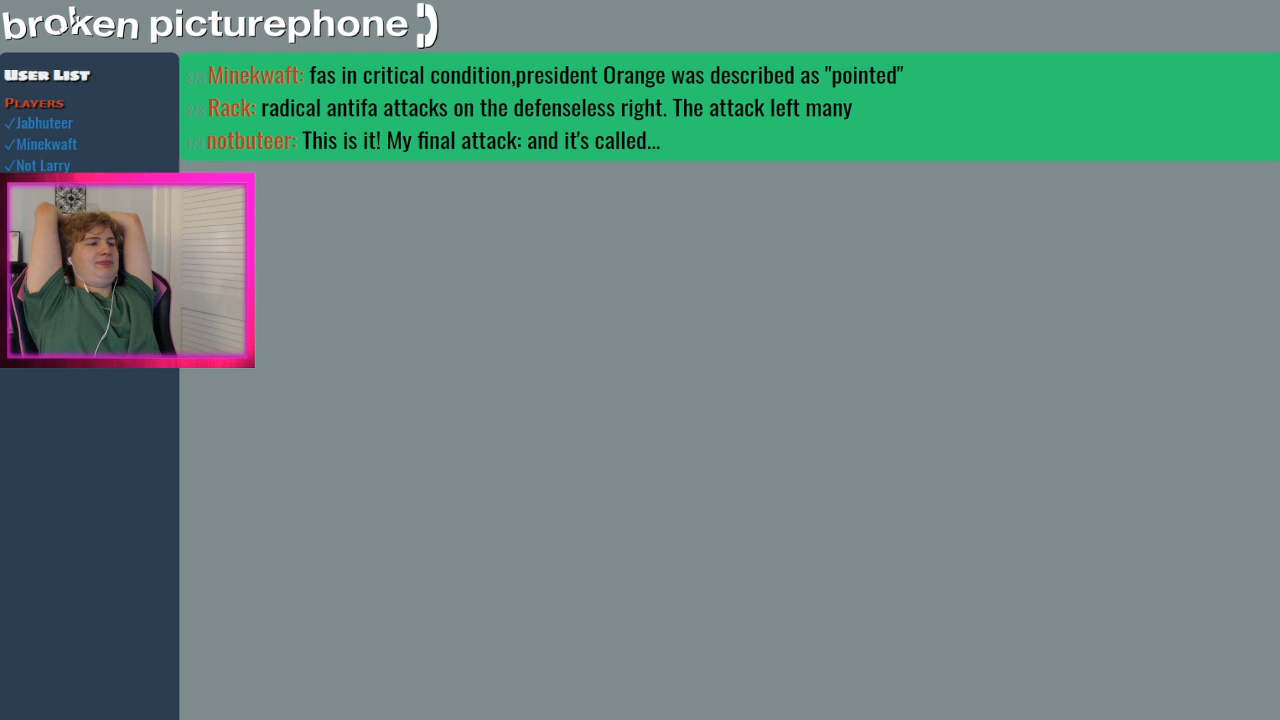 broken picturephone
User List
Players
✓Jabhuteer
✓Minekwaft
✓Not Larry
Minekwaft: fas in critical condition,president Orange was described as "pointed"
Rack: radical antifa attacks on the defenseless right. The attack left many
notbuteer: This is it! My final attack: and it's called...